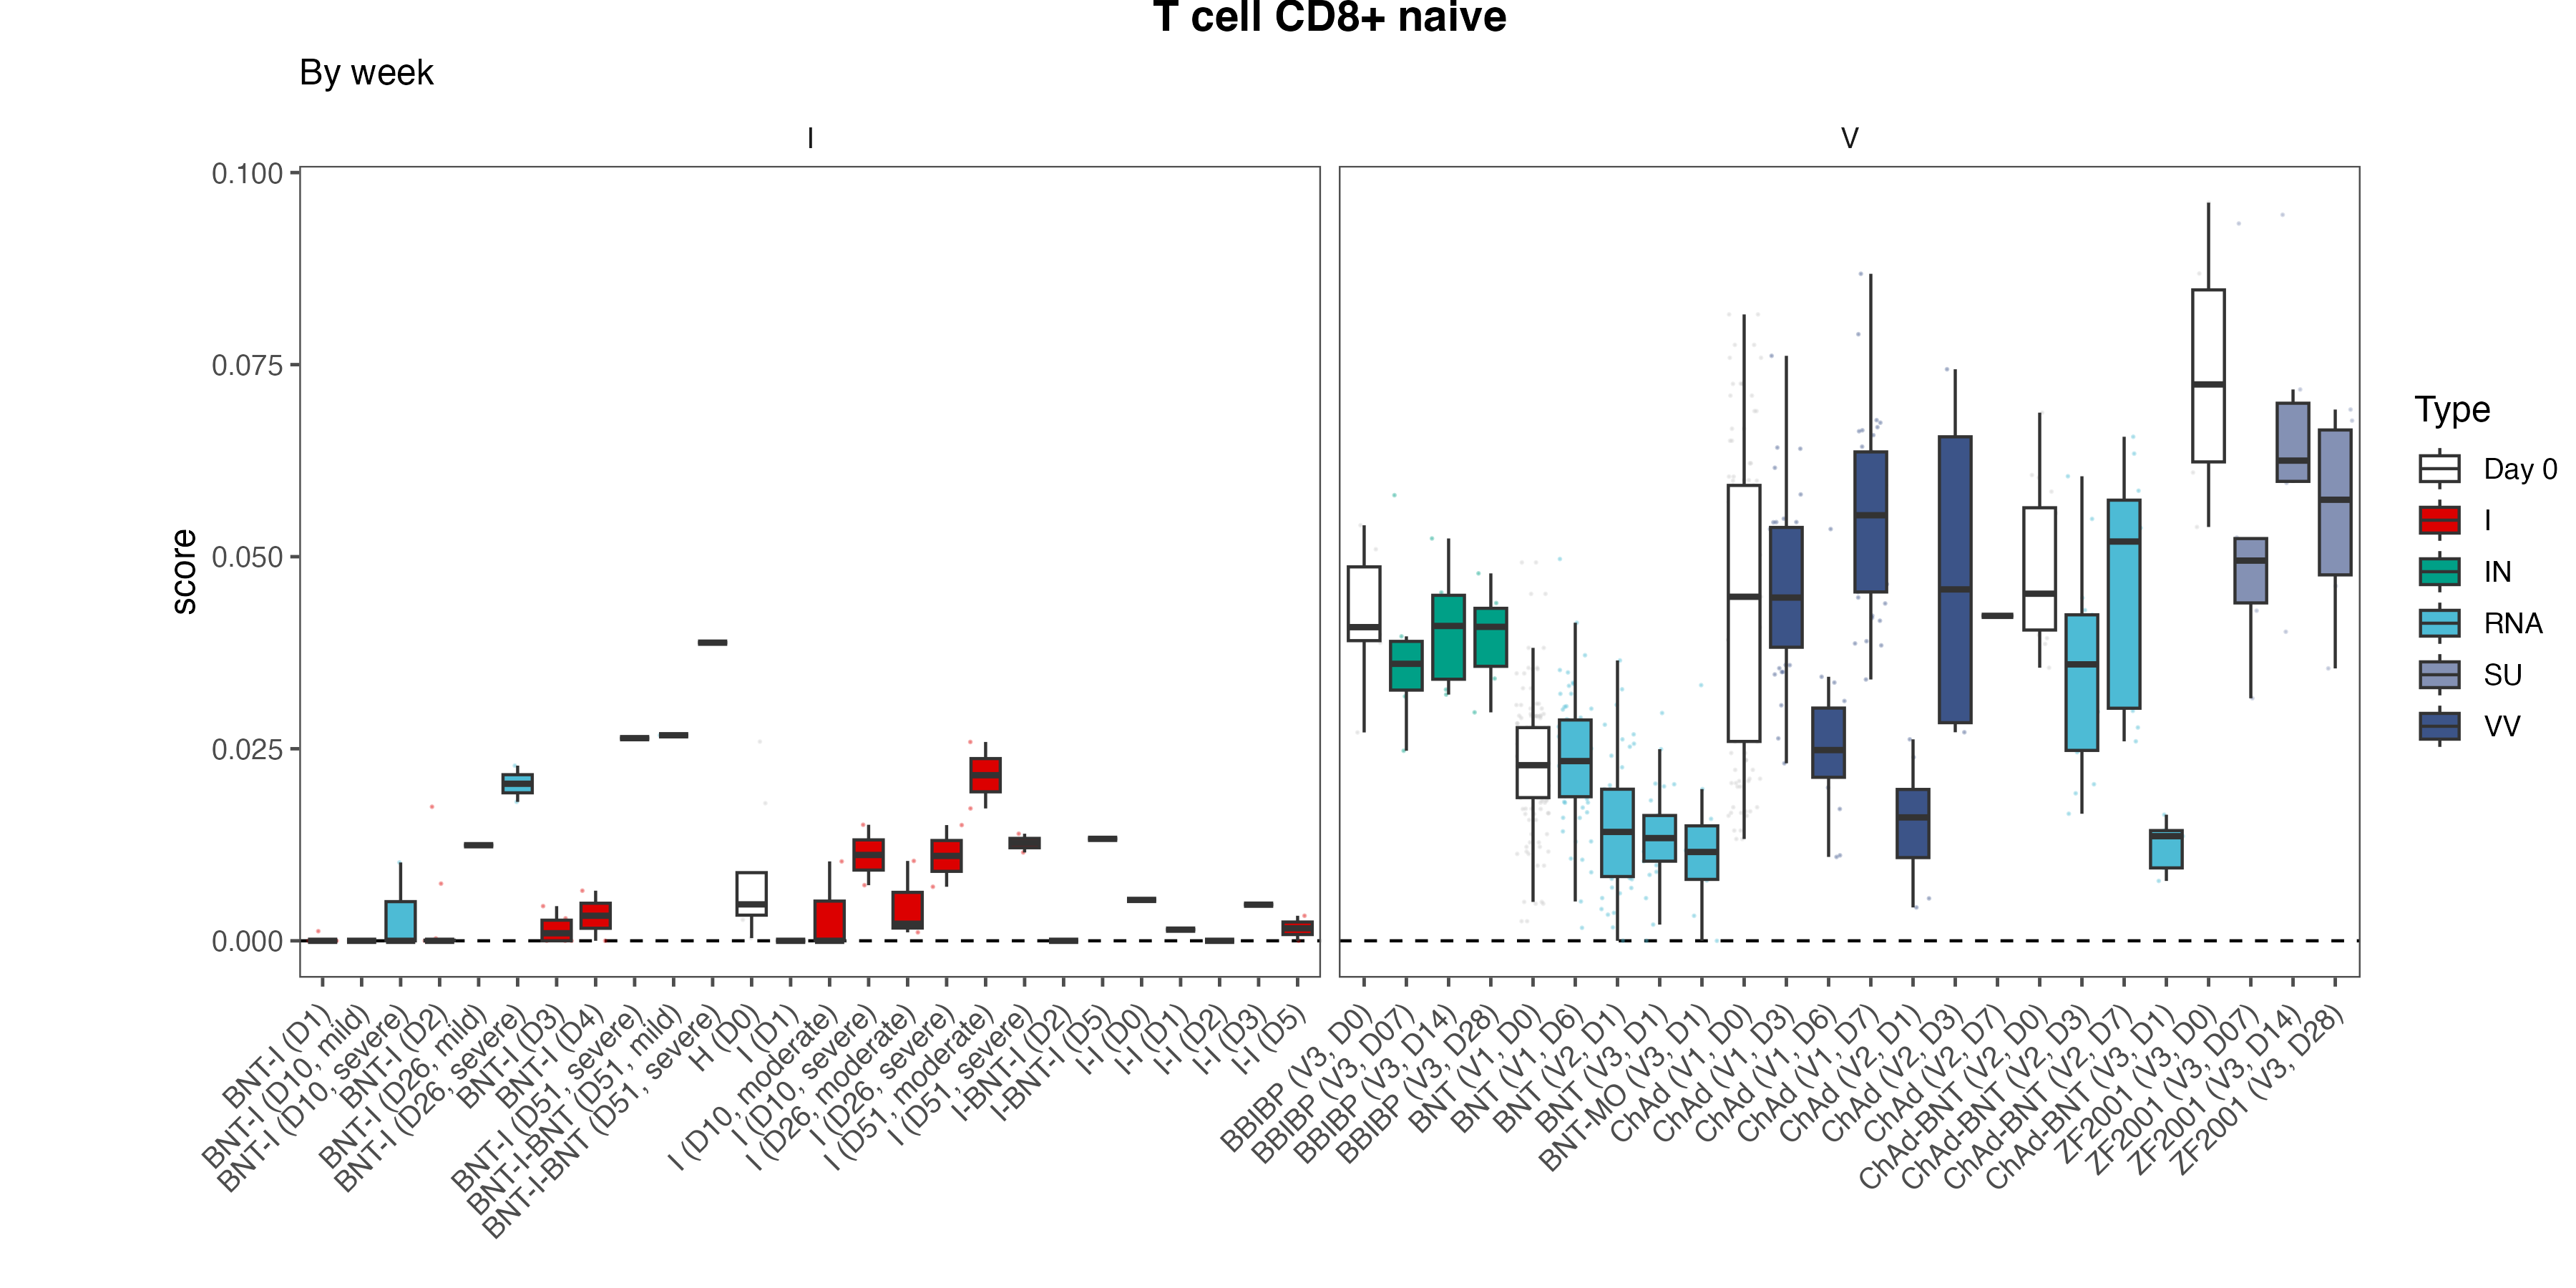 T cell CD8+ naive
By week
I
V
score
0.100
0.075
0.050
0.025
0.000
BNT-I (D1)
BNT-I (D10, mild)
BNT-I (D10, severe)
BNT-I (D2)
BNT-I (D26, mild)
BNT-I (D26, severe)
BNT-I (D3)
BNT-I (D4)
BNT-I (D51, severe)
BNT-I-BNT (D51, mild)
BNT-I-BNT (D51, severe)
H (D0)
I (D1)
I (D10, moderate)
I (D10, severe)
I (D26, moderate)
I (D26, severe)
I (D51, moderate)
I (D51, severe)
I-BNT-I (D2)
I-BNT-I (D5)
I-I (D0)
I-I (D1)
I-I (D2)
I-I (D3)
I-I (D5)
BBIBP (V3, D0)
BBIBP (V3, D07)
BBIBP (V3, D14)
BBIBP (V3, D28)
BNT (V1, D0)
BNT (V1, D6)
BNT (V2, D1)
BNT (V3, D1)
BNT-MO (V3, D1)
ChAd (V1, D0)
ChAd (V1, D3)
ChAd (V1, D6)
ChAd (V1, D7)
ChAd (V2, D1)
ChAd (V2, D3)
ChAd (V2, D7)
ChAd-BNT (V2, D0)
ChAd-BNT (V2, D3)
ChAd-BNT (V2, D7)
ChAd-BNT (V3, D1)
ZF2001 (V3, D0)
ZF2001 (V3, D07)
ZF2001 (V3, D14)
ZF2001 (V3, D28)
Type
Day 0
I
IN
RNA
SU
VV